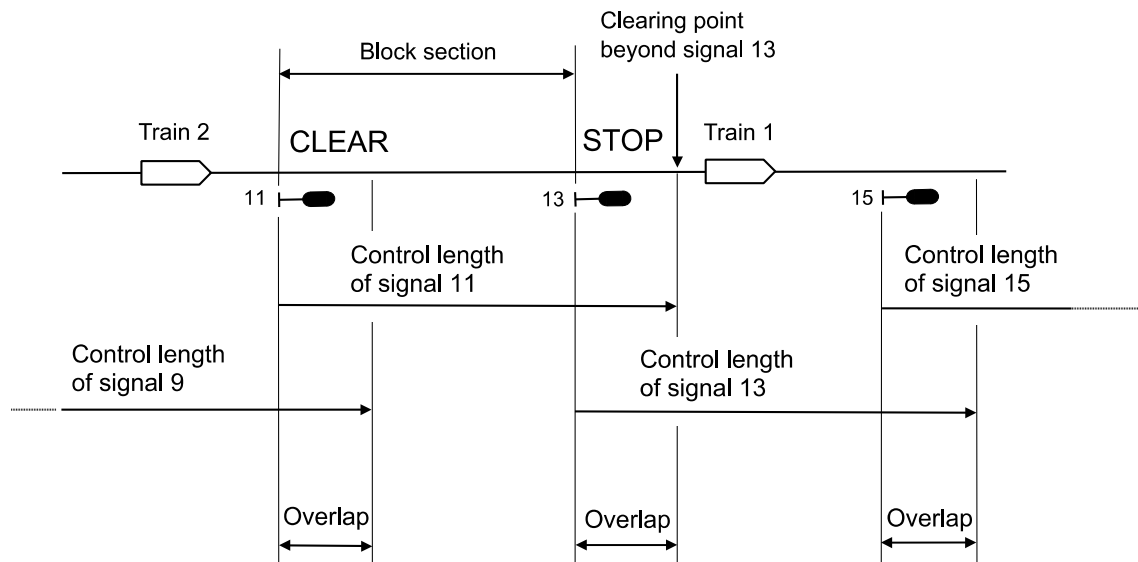 Clearing point
beyond signal 13
Block section
Train 2
CLEAR
STOP
Train 1
11
13
15
Control length
of signal 11
Control length
of signal 15
Control length
of signal 9
Control length
of signal 13
Overlap
Overlap
Overlap